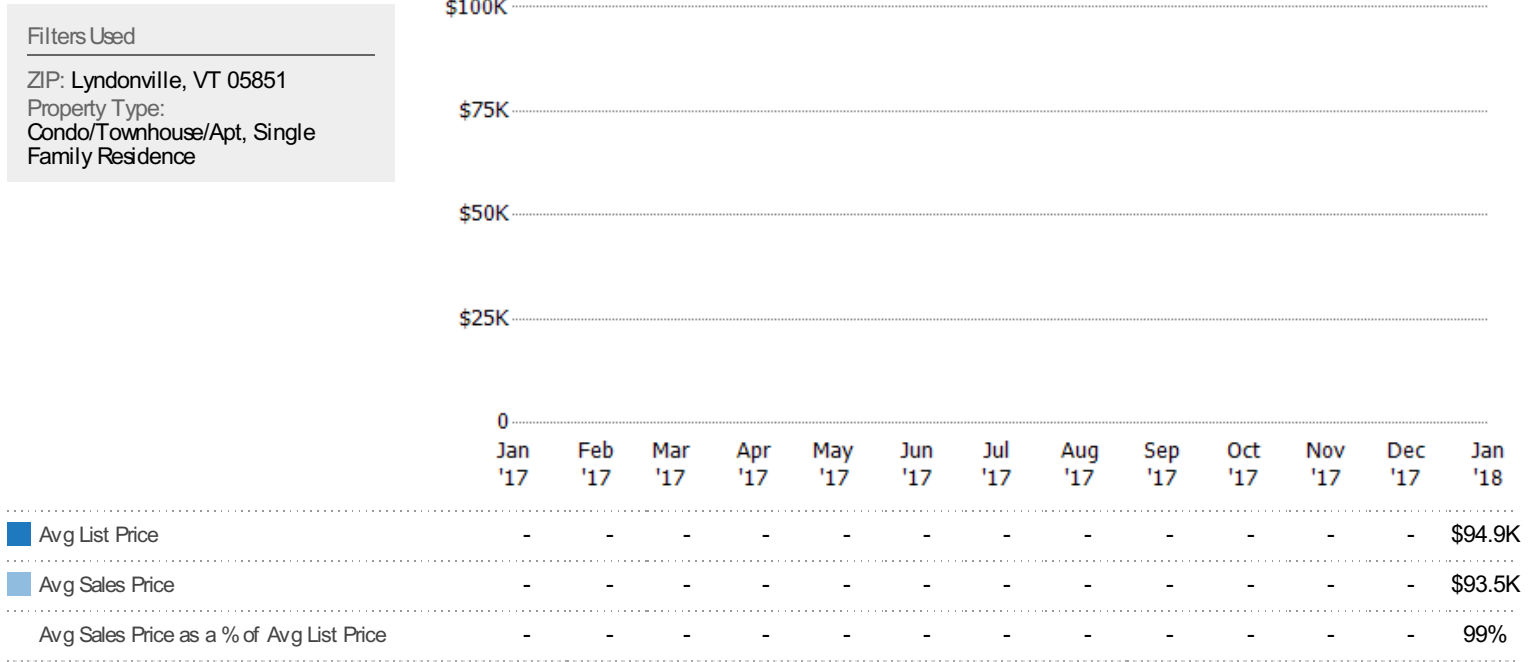 Filters Used
ZIP: Lyndonville, VT 05851
Property Type:
Condo/Townhouse/Apt, Single
Family Residence
$100K
$75K
$50K
$25K
0
Jan Feb Mar Apr May Jun Jul Aug Sep Oct Nov Dec Jan
'17 '17 '17 '17 '17 '17 '17 '17 '17 '17 '17 '17 '18
Avg List Price - - - - - - - - - - - - $94.9K
Avg Sales Price - - - - - - - - - - - - $93.5K
Avg Sales Price as a % of Avg List Price - - - - - - - - - - - - 99%